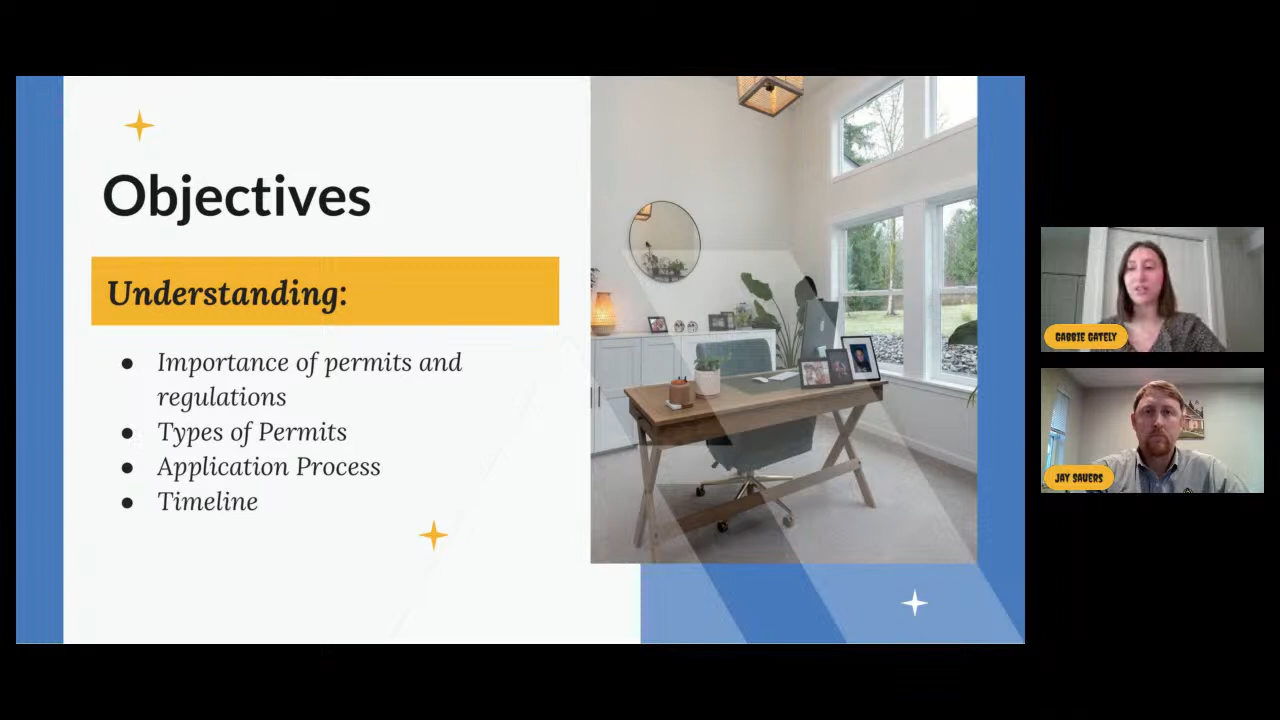 Objectives
Understanding:
● Importance of permits and
regulations
● Types of Permits
● Application Process
● Timeline
GABBIE GATELY
JAY SAUERS